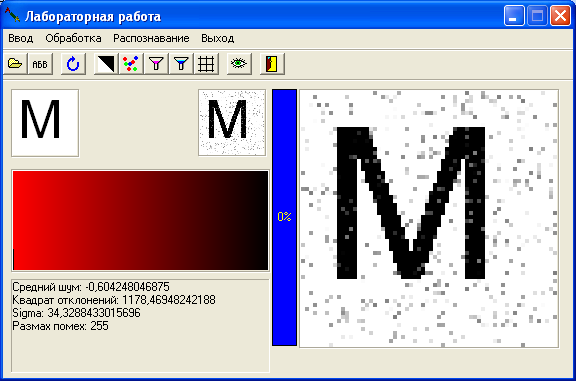 Лабораторная работа
Ввод Обработка Распознавание Выход
АБВ
М М
0%
М
Средний шум: -0,604248046875
Квадрат отклонений: 1178,46948242188
Sigma: 34,3288433015696
Размах помех: 255